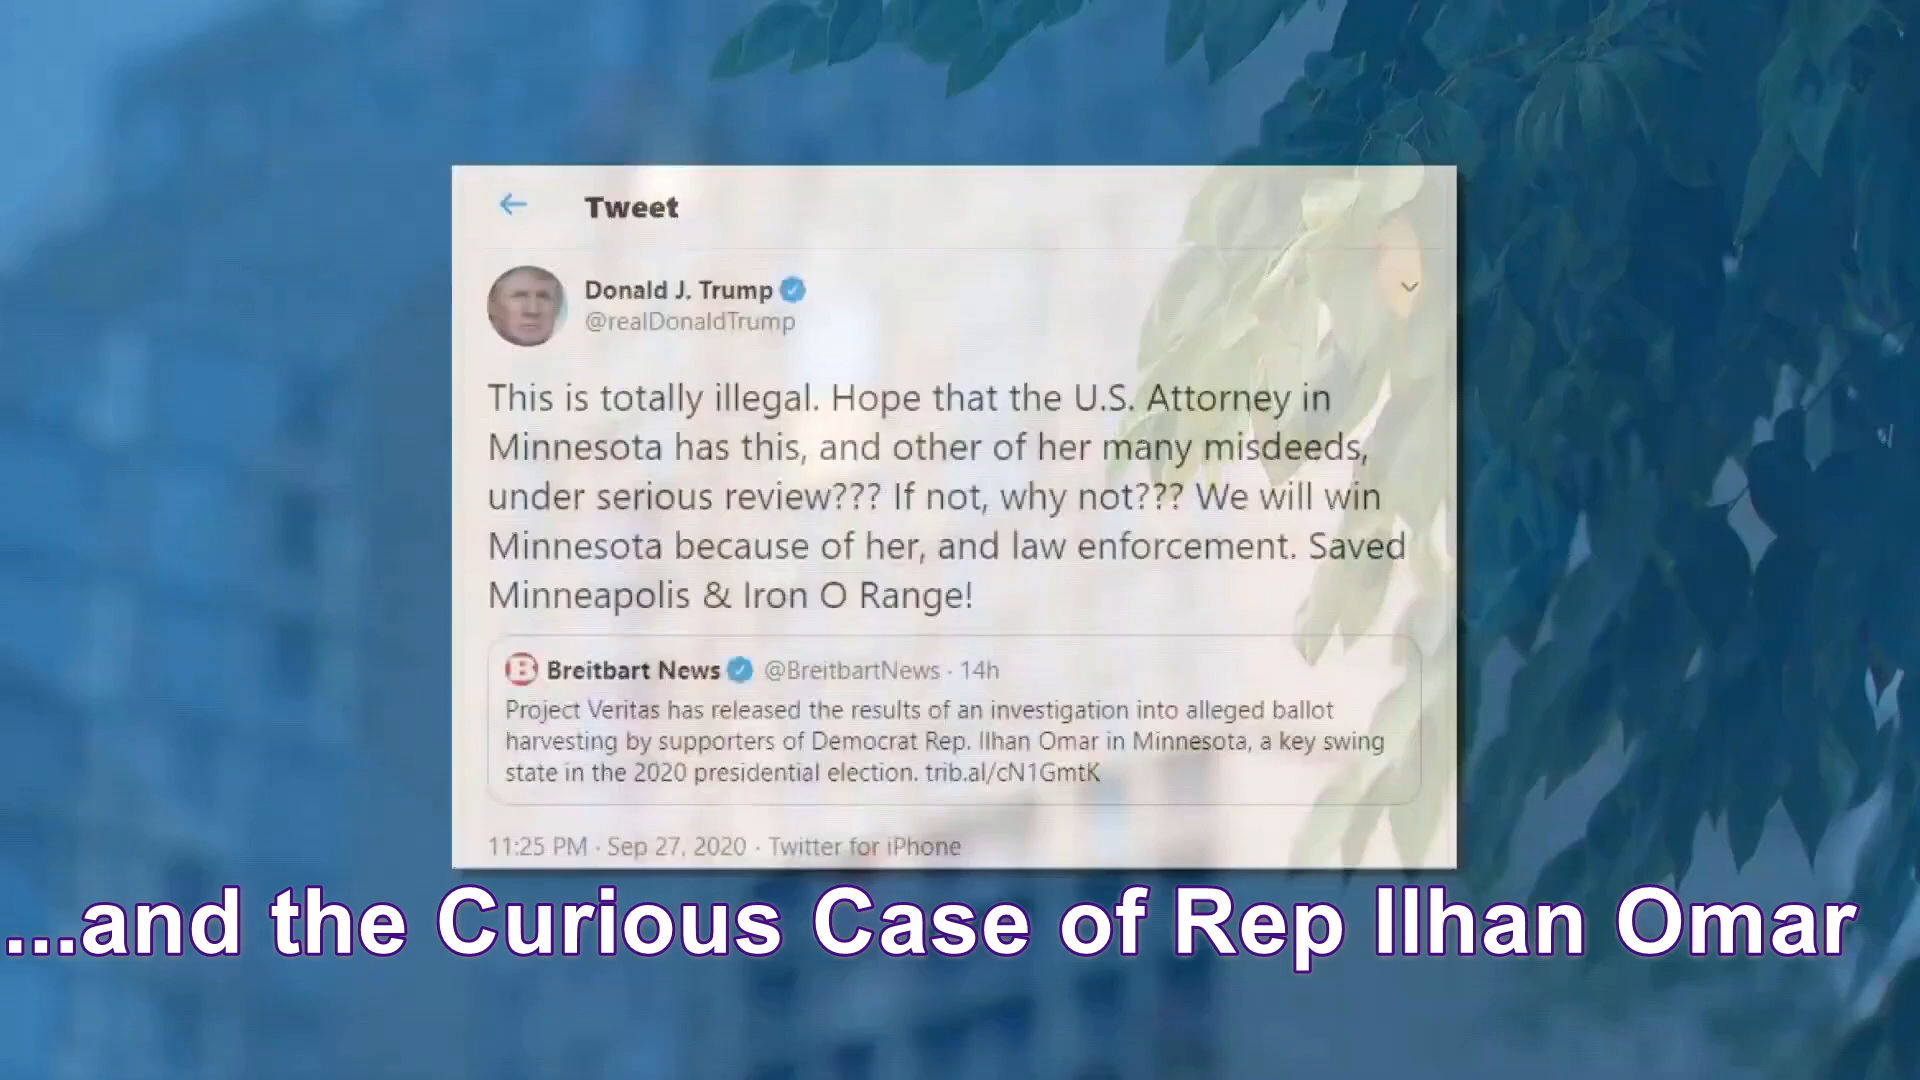 Tweet
Donald J. Trump
@realDonaldTrump
This is totally illegal. Hope that the U.S. Attorney in
Minnesota has this, and other of her many misdeeds,
under serious review??? If not, why not??? We will win
Minnesota because of her, and law enforcement. Saved
Minneapolis & Iron O Range!
B Breitbart News @BreitbartNews · 14h
Project Veritas has released the results of an investigation into alleged ballot
harvesting by supporters of Democrat Rep. Ilhan Omar in Minnesota, a key swing
state in the 2020 presidential election. trib.al/cN1GmtK
11:25 PM · Sep 27, 2020 · Twitter for iPhone
...and the Curious Case of Rep Ilhan Omar